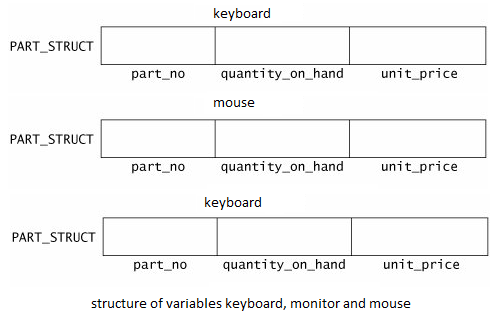 keyboard
PART_STRUCT
part_no quantity_on_hand unit_price
mouse
PART_STRUCT
part_no quantity_on_hand unit_price
keyboard
PART_STRUCT
part_no quantity_on_hand unit_price
structure of variables keyboard, monitor and mouse